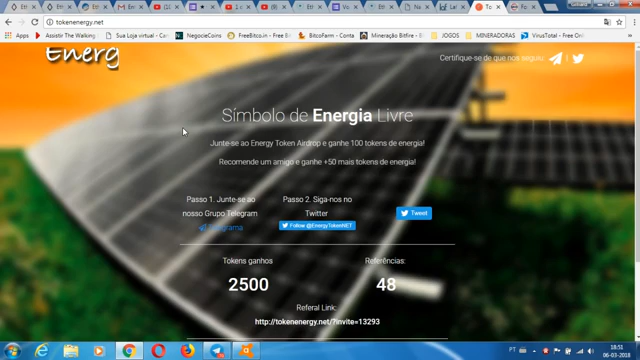 tokenenergy.net
Apps
Assistir The Walking
Sua Loja virtual - Car
NegocieCoins
FreeBitco.in - Free Bi
BitcoFarm - Conta
Mineração BitFire - M
JOGOS
MINERADORAS
VirusTotal - Free Onl
Energ
Certifique-se de que nos seguiu
Símbolo de Energia Livre
Junte-se ao Energy Token Airdrop e ganhe 100 tokens de energia!
Recomende um amigo e ganhe +50 mais tokens de energia!
Passo 1. Junte-se ao
nosso Grupo Telegram
Telegrama
Passo 2. Siga-nos no
Twitter
Follow @EnergyTokenNET
Tweet
Tokens ganhos
2500
Referências:
48
Referal Link:
http://tokenenergy.net/?invite=13293
PT
18:51
06-03-2018